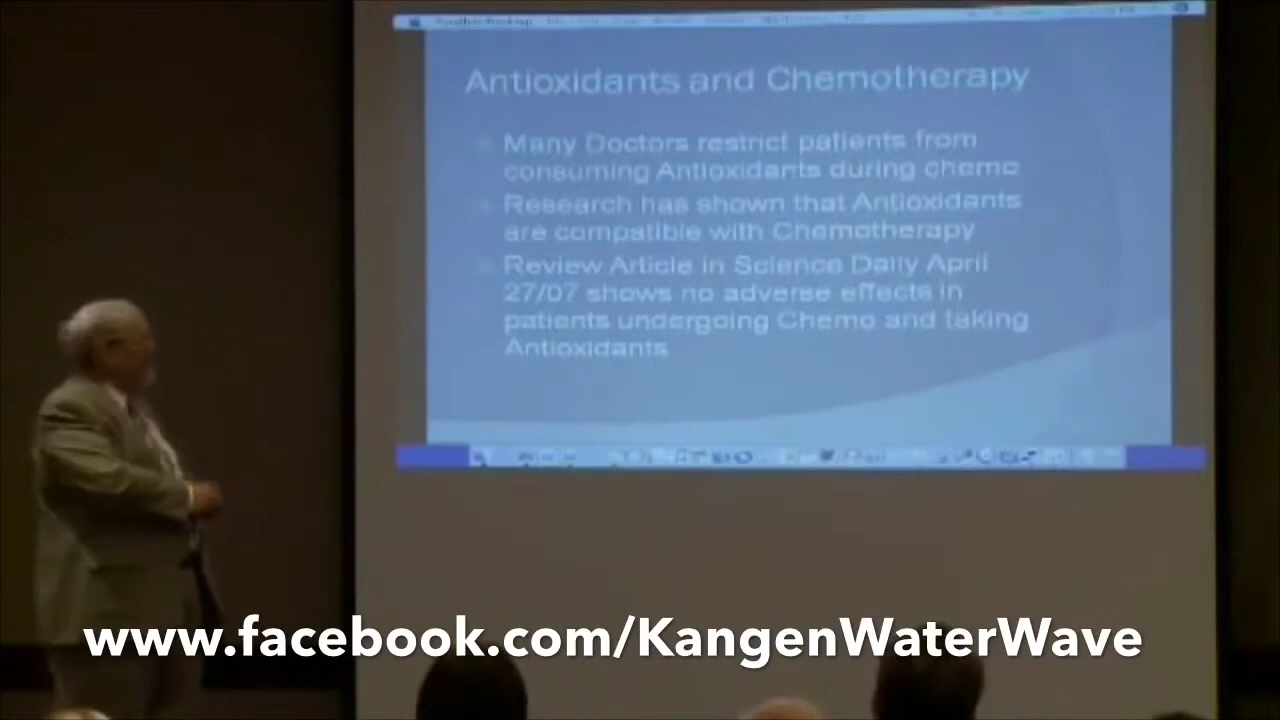 Antioxidants and Chemotherapy
Many Doctors restrict patients from
consuming Antioxidants during chemo
Research has shown that Antioxidants
are compatible with Chemotherapy
Review Article in Science Daily April
27/07 shows no adverse effects in
patients undergoing Chemo and taking
Antioxidants
www.facebook.com/KangenWaterWave